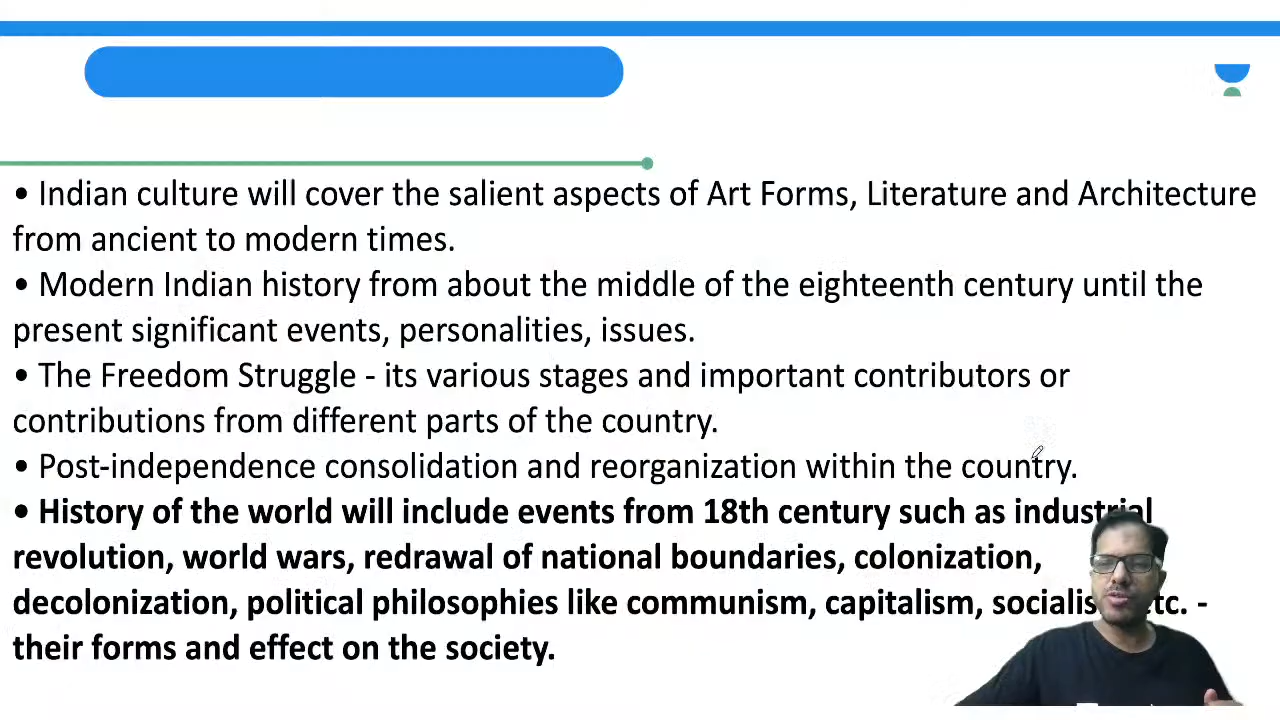 • Indian culture will cover the salient aspects of Art Forms, Literature and Architecture
from ancient to modern times.
• Modern Indian history from about the middle of the eighteenth century until the
present significant events, personalities, issues.
• The Freedom Struggle - its various stages and important contributors or
contributions from different parts of the country.
• Post-independence consolidation and reorganization within the country.
• History of the world will include events from 18th century such as industrial
revolution, world wars, redrawal of national boundaries, colonization,
decolonization, political philosophies like communism, capitalism, etc. -
their forms and effect on the society.